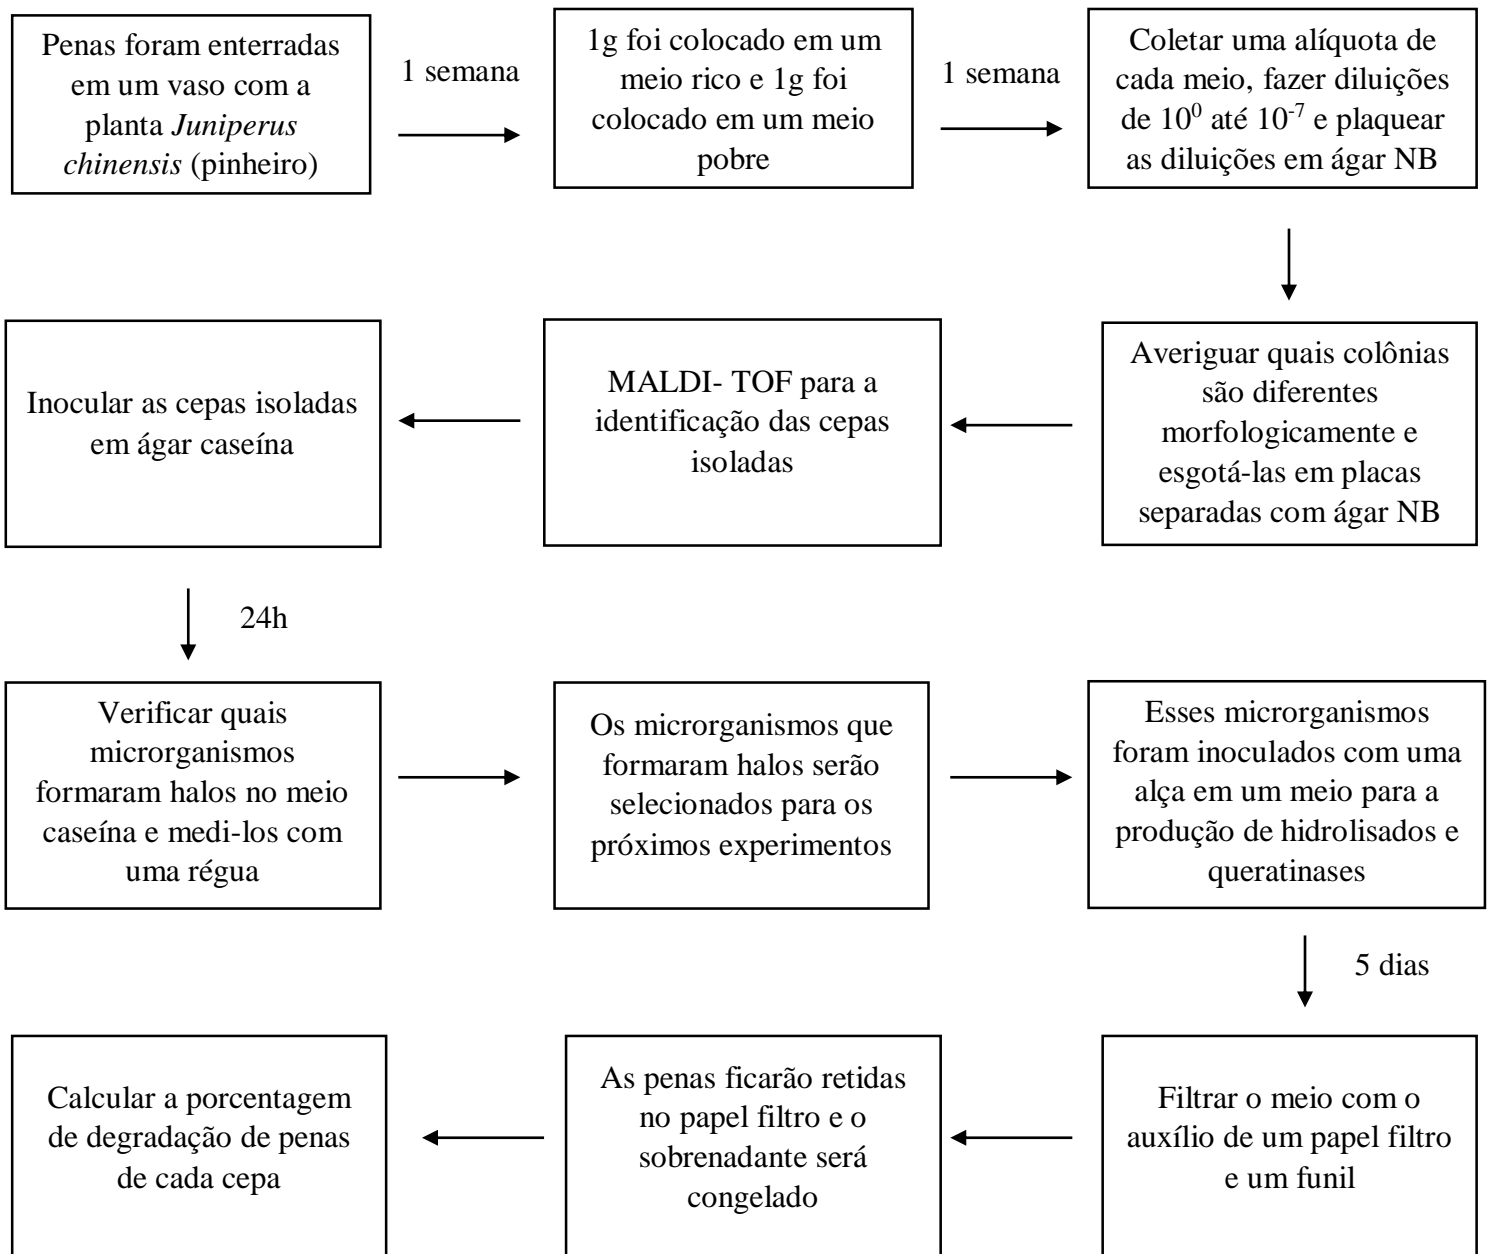 Penas foram enterradas
em um vaso com a
planta Juniperus
chinensis (pinheiro)
1 semana
1g foi colocado em um
meio rico e 1g foi
colocado em um meio
pobre
1 semana
Coletar uma alíquota de
cada meio, fazer diluições
de 10⁰ até 10⁻⁷ e plaquear
as diluições em ágar NB
Averiguar quais colônias
são diferentes
morfologicamente e
esgotá-las em placas
separadas com ágar NB
MALDI- TOF para a
identificação das cepas
isoladas
Inocular as cepas isoladas
em ágar caseína
24h
Verificar quais
microrganismos
formaram halos no meio
caseína e medi-los com
uma régua
Os microrganismos que
formaram halos serão
selecionados para os
próximos experimentos
Esses microrganismos
foram inoculados com uma
alça em um meio para a
produção de hidrolisados e
queratinases
5 dias
Filtrar o meio com o
auxílio de um papel filtro
e um funil
As penas ficarão retidas
no papel filtro e o
sobrenadante será
congelado
Calcular a porcentagem
de degradação de penas
de cada cepa